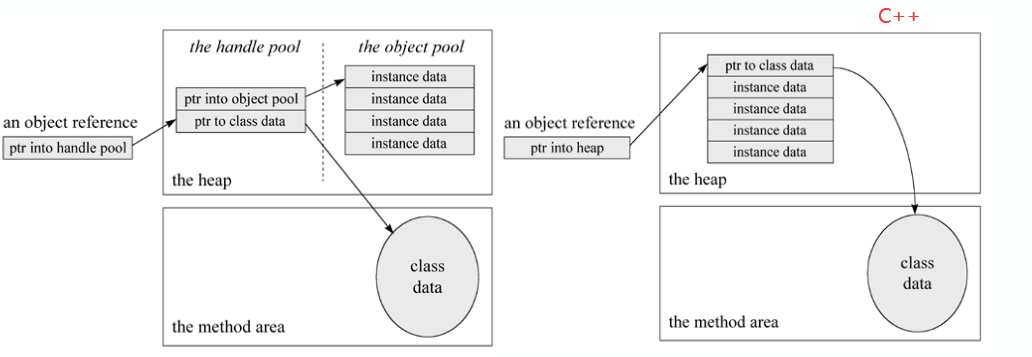 the handle pool
the object pool
ptr into object pool
ptr to class data
instance data
instance data
instance data
instance data
an object reference
ptr into handle pool
the heap
class
data
the method area
C++
ptr to class data
instance data
instance data
instance data
instance data
an object reference
ptr into heap
the heap
class
data
the method area